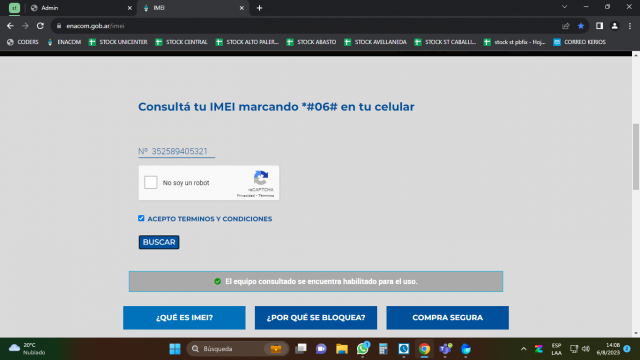 st
Admin
IMEI
enacom.gob.ar/imei
CODERS
ENACOM
STOCK UNICENTER
STOCK CENTRAL
STOCK ALTO PALER...
STOCK ABASTO
STOCK AVELLANEDA
STOCK ST CABALLI...
stock st pbfix - Hoj...
CORREO KERIOS
Consultá tu IMEI marcando *#06# en tu celular
Nº 352589405321
No soy un robot
reCAPTCHA
Privacidad - Términos
ACEPTO TERMINOS Y CONDICIONES
BUSCAR
El equipo consultado se encuentra habilitado para el uso.
¿QUÉ ES IMEI?
¿POR QUÉ SE BLOQUEA?
COMPRA SEGURA
20°C
Nublado
Búsqueda
ESP
LAA
14:06
6/8/2023